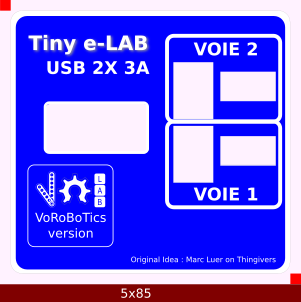 Tiny e-LAB
USB 2X 3A
VOIE 2
L
A
B
VoRoBoTics
version
VOIE 1
Original Idea : Marc Luer on Thingivers
5x85